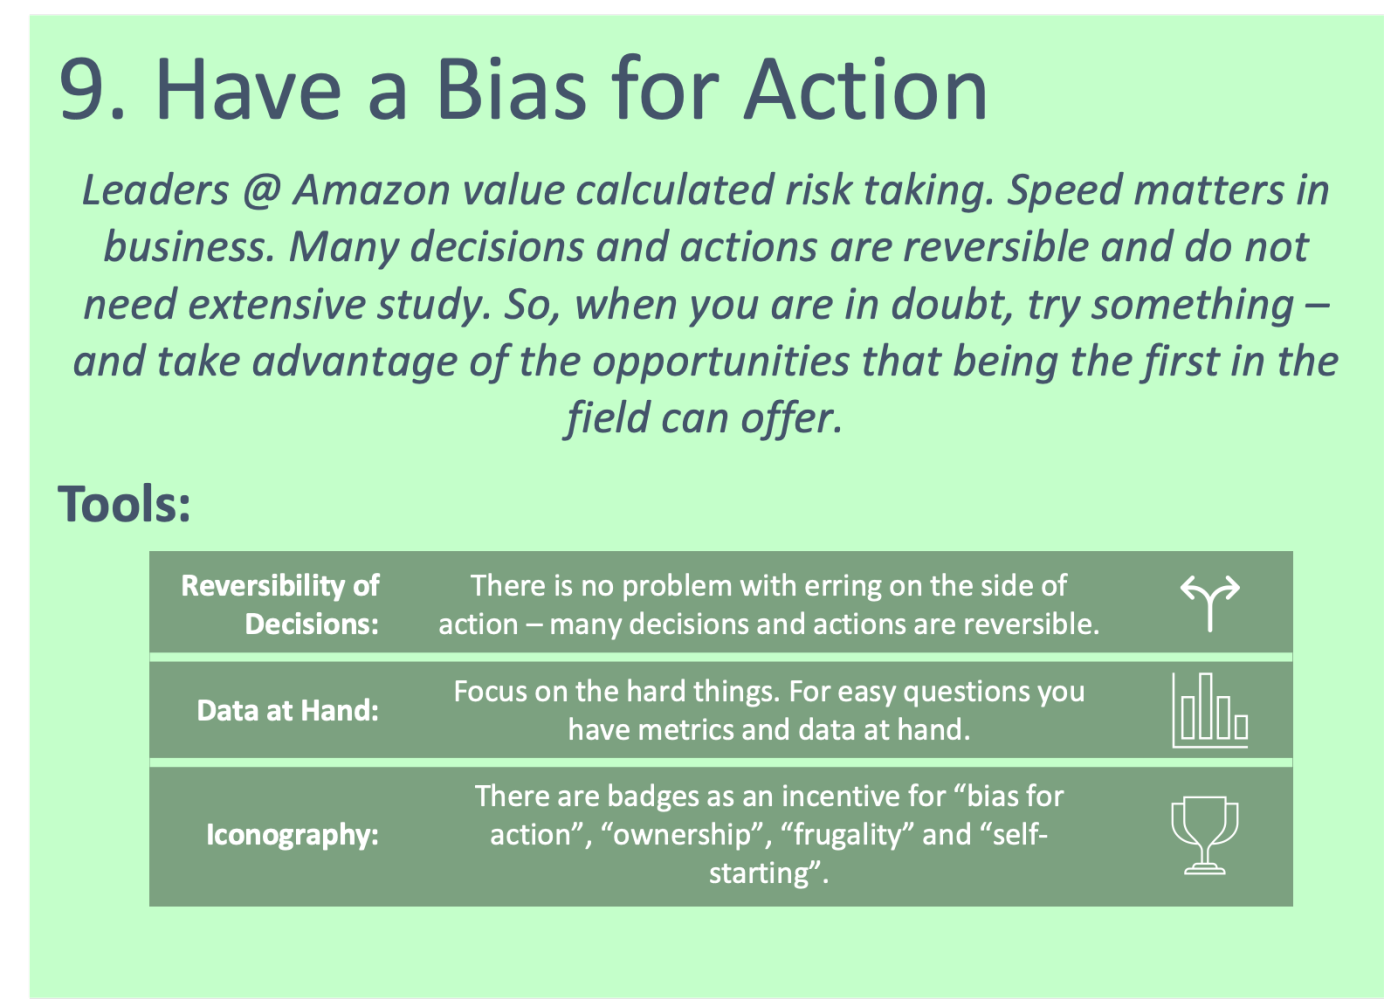 9. Have a Bias for Action
Leaders @ Amazon value calculated risk taking. Speed matters in
business. Many decisions and actions are reversible and do not
need extensive study. So, when you are in doubt, try something –
and take advantage of the opportunities that being the first in the
field can offer.
Tools:
Reversibility of
Decisions:
There is no problem with erring on the side of
action – many decisions and actions are reversible.
Data at Hand:
Focus on the hard things. For easy questions you
have metrics and data at hand.
Iconography:
There are badges as an incentive for “bias for
action”, “ownership”, “frugality” and “self-
starting”.